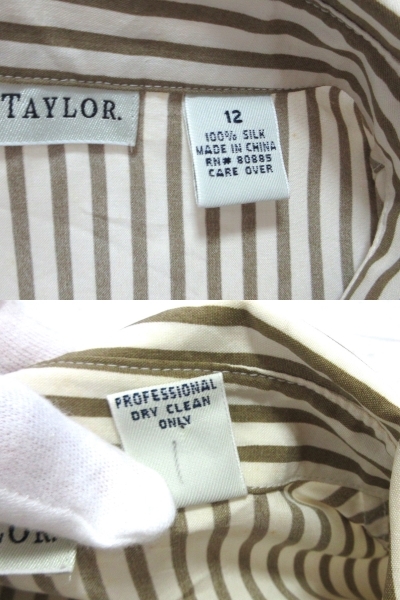 TAYLOR.
12
100% SILK
MADE IN CHINA
RN# 80885
CARE OVER
PROFESSIONAL
DRY CLEAN
ONLY
LOR.